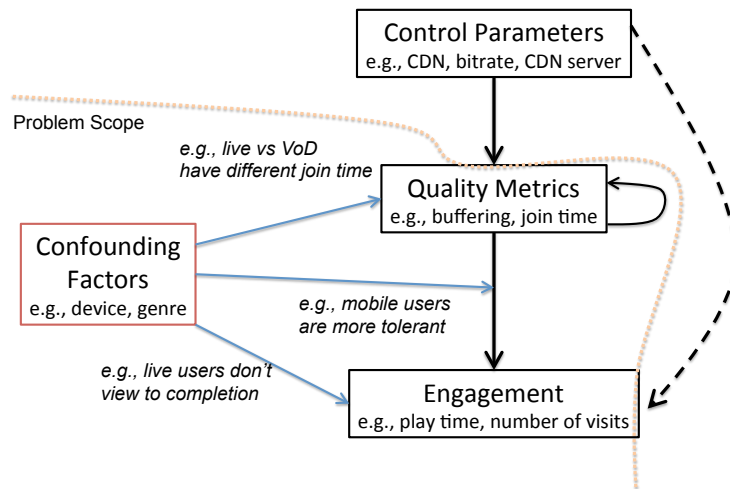 Control Parameters
e.g., CDN, bitrate, CDN server
Problem Scope
e.g., live vs VoD
have different join time
Quality Metrics
e.g., buffering, join time
Confounding
Factors
e.g., device, genre
e.g., mobile users
are more tolerant
e.g., live users don't
view to completion
Engagement
e.g., play time, number of visits